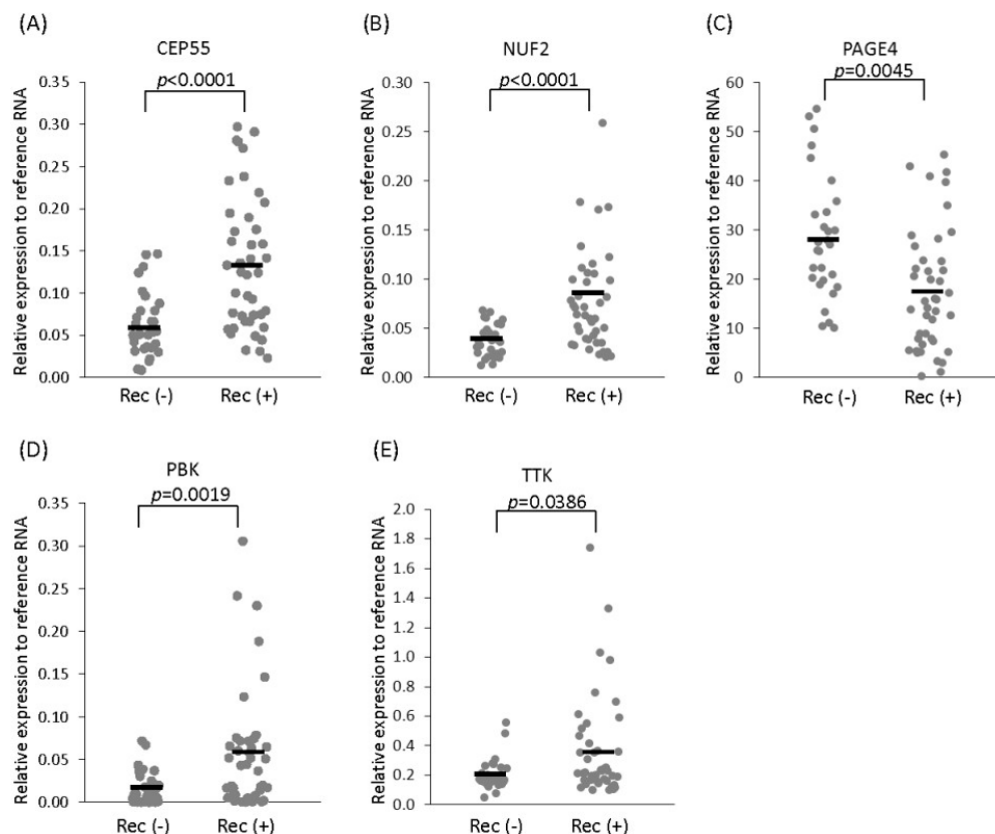 (A)
CEP55
p<0.0001
Relative expression to reference RNA
0.35
0.30
0.25
0.20
0.15
0.10
0.05
0.00
Rec (-)
Rec (+)
(B)
NUF2
p<0.0001
Relative expression to reference RNA
0.30
0.25
0.20
0.15
0.10
0.05
0.00
Rec (-)
Rec (+)
(C)
PAGE4
p=0.0045
Relative expression to reference RNA
60
50
40
30
20
10
0
Rec (-)
Rec (+)
(D)
PBK
p=0.0019
Relative expression to reference RNA
0.35
0.30
0.25
0.20
0.15
0.10
0.05
0.00
Rec (-)
Rec (+)
(E)
TTK
p=0.0386
Relative expression to reference RNA
2.0
1.8
1.6
1.4
1.2
1.0
0.8
0.6
0.4
0.2
0.0
Rec (-)
Rec (+)